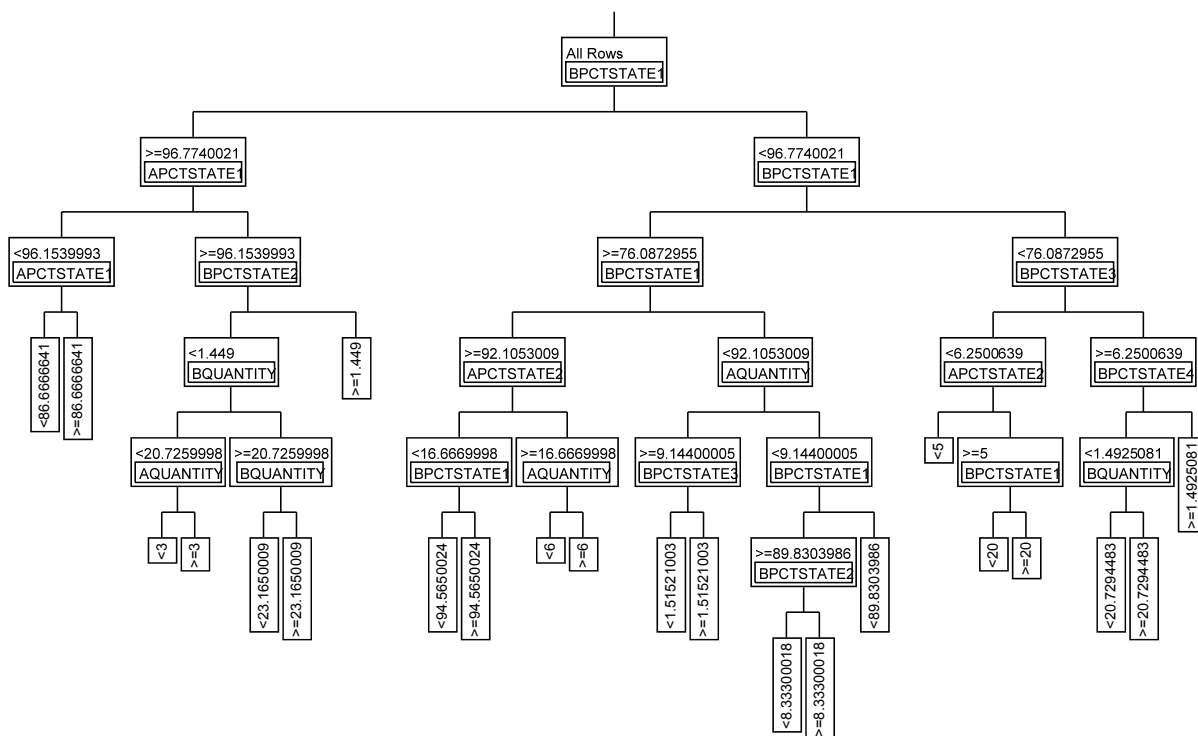 All Rows
BPCTSTATE1
>=96.7740021
APCTSTATE1
<96.7740021
BPCTSTATE1
<96.1539993
APCTSTATE1
>=96.1539993
BPCTSTATE2
>=76.0872955
BPCTSTATE1
<76.0872955
BPCTSTATE3
<86.6666641
>=86.6666641
<1.449
BQUANTITY
>=1.449
>=92.1053009
APCTSTATE2
<92.1053009
AQUANTITY
<6.2500639
APCTSTATE2
>=6.2500639
BPCTSTATE4
<20.7259998
AQUANTITY
>=20.7259998
BQUANTITY
<16.6669998
BPCTSTATE1
>=16.6669998
AQUANTITY
>=9.14400005
BPCTSTATE3
<9.14400005
BPCTSTATE1
<5
>=5
BPCTSTATE1
<1.4925081
BQUANTITY
>=1.4925081
<3
>=3
<23.1650009
>=23.1650009
<94.5650024
>=94.5650024
<6
>=6
<1.51521003
>=1.51521003
>=89.8303986
BPCTSTATE2
<89.8303986
<20
>=20
<20.7294483
>=20.7294483
<8.33300018
>=8.33300018